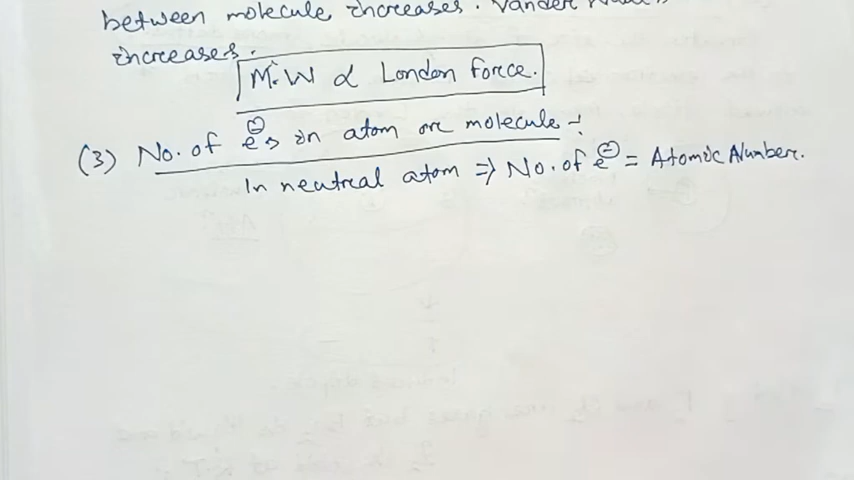 between molecule increases. Vander Waal's
increases.
M.W ∝ London Force.
(3) No. of e⊖s in atom or molecule :-
In neutral atom ⇒ No. of e⊖ = Atomic Number.